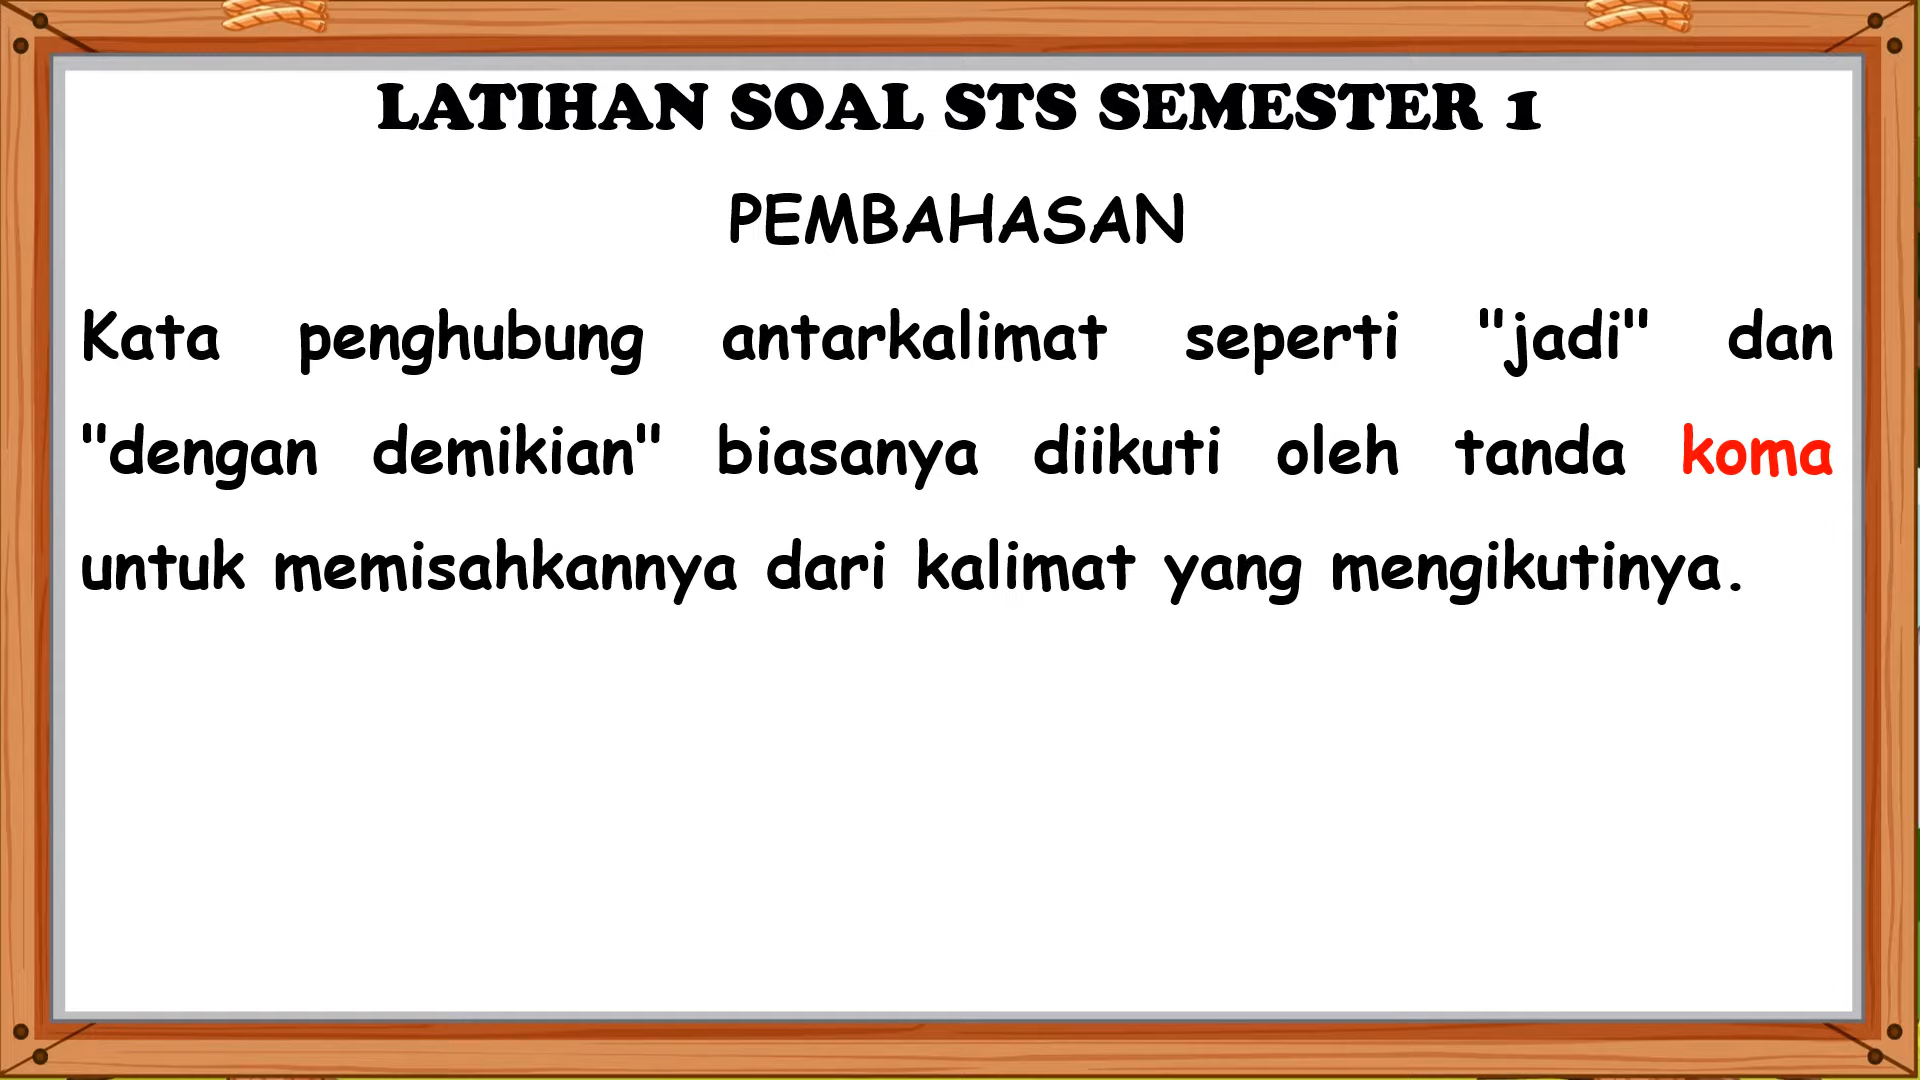 LATIHAN SOAL STS SEMESTER 1
PEMBAHASAN
Kata penghubung antarkalimat seperti "jadi" dan
"dengan demikian" biasanya diikuti oleh tanda koma
untuk memisahkannya dari kalimat yang mengikutinya.